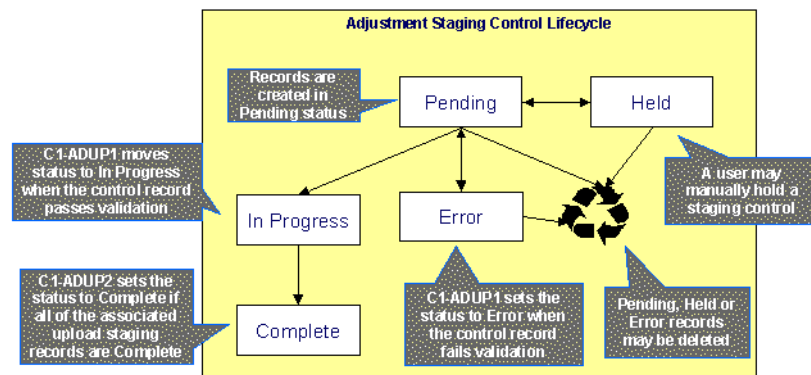 Adjustment Staging Control Lifecycle
Records are
created in
Pending status
Pending
Held
C1-ADUP1 moves
status to In Progress
when the control record
passes validation
A user may
manually hold a
staging control
In Progress
Error
C1-ADUP2 sets the
status to Complete if
all of the associated
upload staging
records are Complete
Complete
C1-ADUP1 sets the
status to Error when
the control record
fails validation
Pending, Held or
Error records
may be deleted